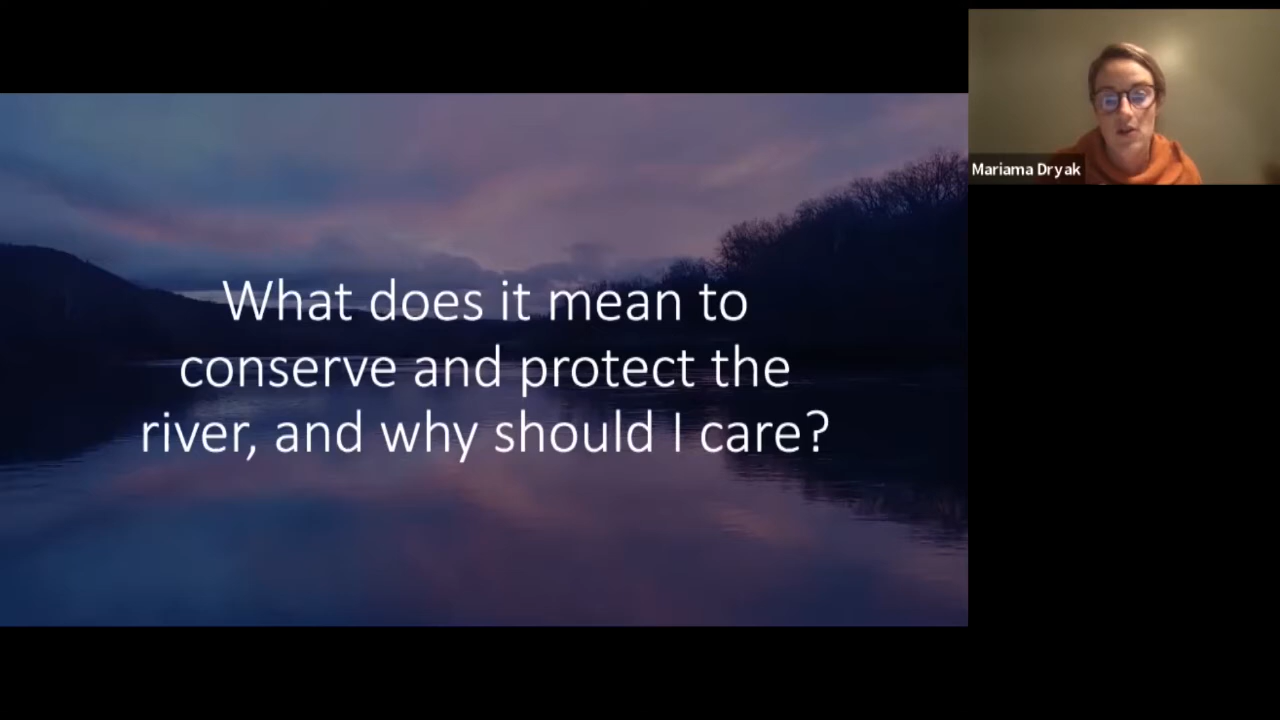 What does it mean to
conserve and protect the
river, and why should I care?
Mariama Dryak